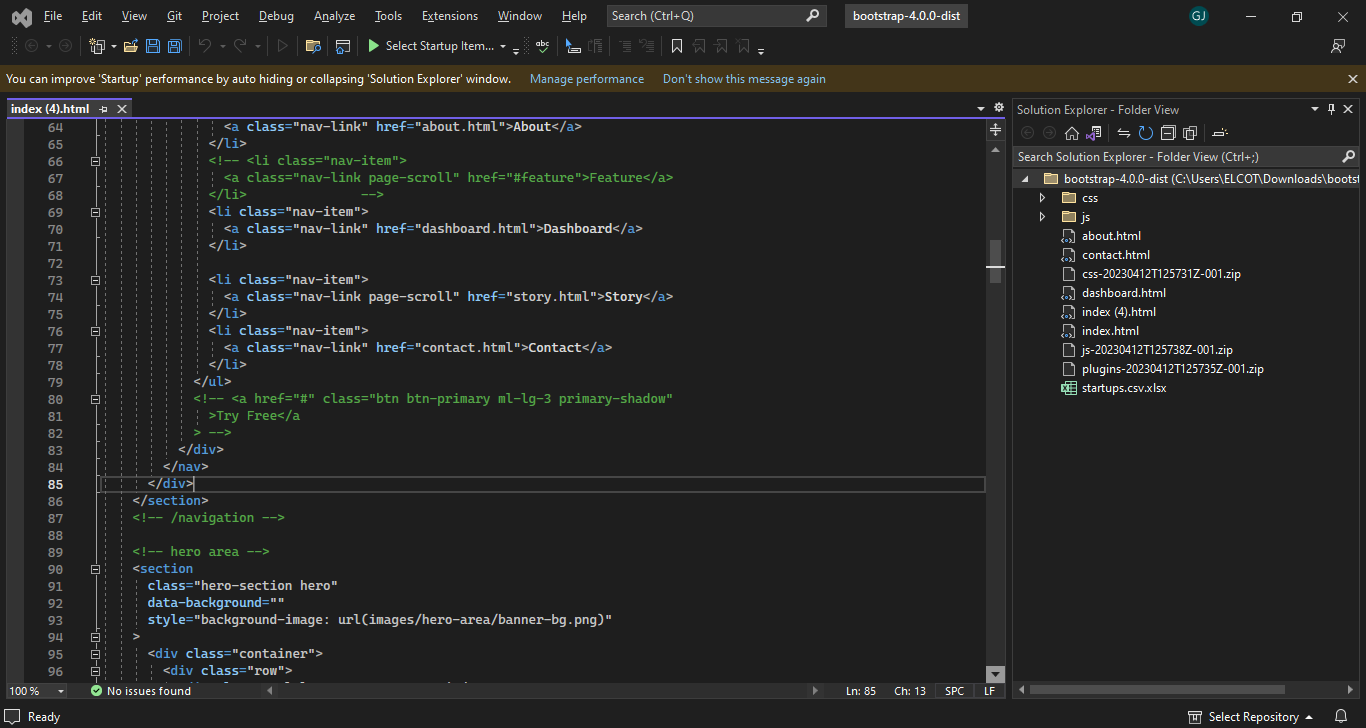 File Edit View Git Project Debug Analyze Tools Extensions Window Help Search (Ctrl+Q) bootstrap-4.0.0-dist GJ
Select Startup Item...
You can improve 'Startup' performance by auto hiding or collapsing 'Solution Explorer' window. Manage performance Don't show this message again
index (4).html
64 <a class="nav-link" href="about.html">About</a>
65 </li>
66 <!-- <li class="nav-item">
67 <a class="nav-link page-scroll" href="#feature">Feature</a>
68 </li> -->
69 <li class="nav-item">
70 <a class="nav-link" href="dashboard.html">Dashboard</a>
71 </li>
72
73 <li class="nav-item">
74 <a class="nav-link page-scroll" href="story.html">Story</a>
75 </li>
76 <li class="nav-item">
77 <a class="nav-link" href="contact.html">Contact</a>
78 </li>
79 </ul>
80 <!-- <a href="#" class="btn btn-primary ml-lg-3 primary-shadow"
81 >Try Free</a
82 > -->
83 </div>
84 </nav>
85 </div>
86 </section>
87 <!-- /navigation -->
88
89 <!-- hero area -->
90 <section
91 class="hero-section hero"
92 data-background=""
93 style="background-image: url(images/hero-area/banner-bg.png)"
94 >
95 <div class="container">
96 <div class="row">
100 % No issues found Ln: 85 Ch: 13 SPC LF
Solution Explorer - Folder View
Search Solution Explorer - Folder View (Ctrl+;)
bootstrap-4.0.0-dist (C:\Users\ELCOT\Downloads\bootst
css
js
about.html
contact.html
css-20230412T125731Z-001.zip
dashboard.html
index (4).html
index.html
js-20230412T125738Z-001.zip
plugins-20230412T125735Z-001.zip
startups.csv.xlsx
Ready Select Repository